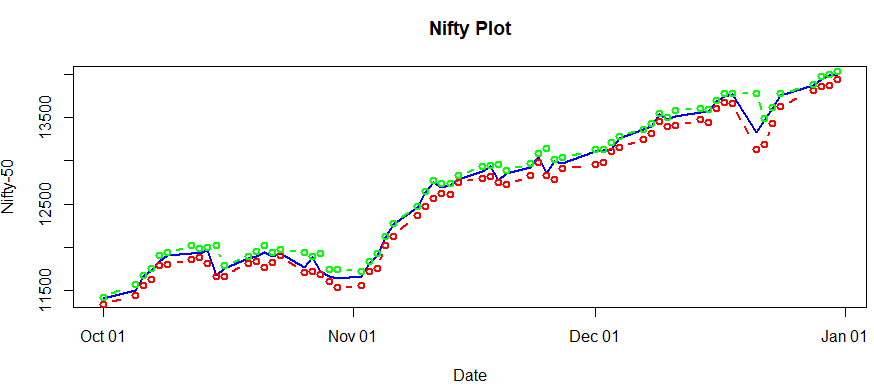 Nifty Plot
Nifty-50
13500
12500
11500
Oct 01
Nov 01
Dec 01
Jan 01
Date